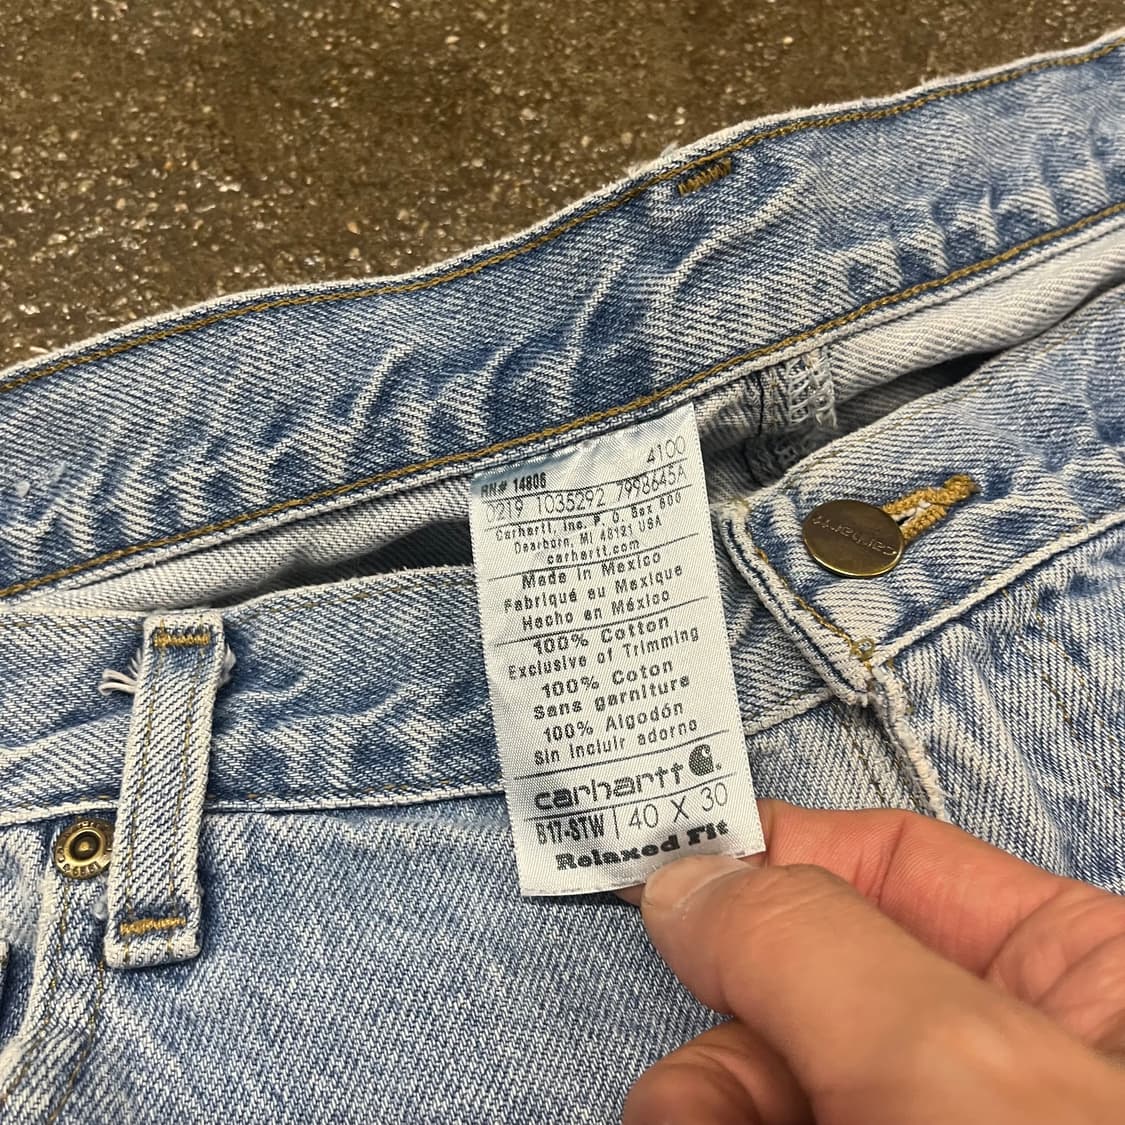 RN# 14806
4100
0219 1035292 7998645A
Carhartt, Inc. P. O. Box 600
Dearborn, MI 48121 USA
carhartt.com
Made in Mexico
Fabriqué au Mexique
Hecho en México
100% Cotton
Exclusive of Trimming
100% Coton
Sans garniture
100% Algodón
Sin incluir adorno
carhartt
B17-STW | 40 X 30
Relaxed Fit
carhartt